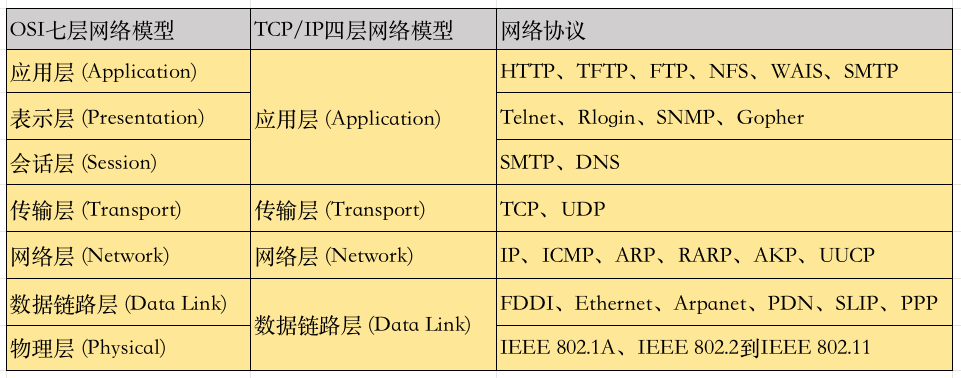 OSI七层网络模型 TCP/IP四层网络模型 网络协议
应用层 (Application) HTTP、TFTP、FTP、NFS、WAIS、SMTP
表示层 (Presentation) 应用层 (Application) Telnet、Rlogin、SNMP、Gopher
会话层 (Session) SMTP、DNS
传输层 (Transport) 传输层 (Transport) TCP、UDP
网络层 (Network) 网络层 (Network) IP、ICMP、ARP、RARP、AKP、UUCP
数据链路层 (Data Link) FDDI、Ethernet、Arpanet、PDN、SLIP、PPP
数据链路层 (Data Link)
物理层 (Physical) IEEE 802.1A、IEEE 802.2到IEEE 802.11